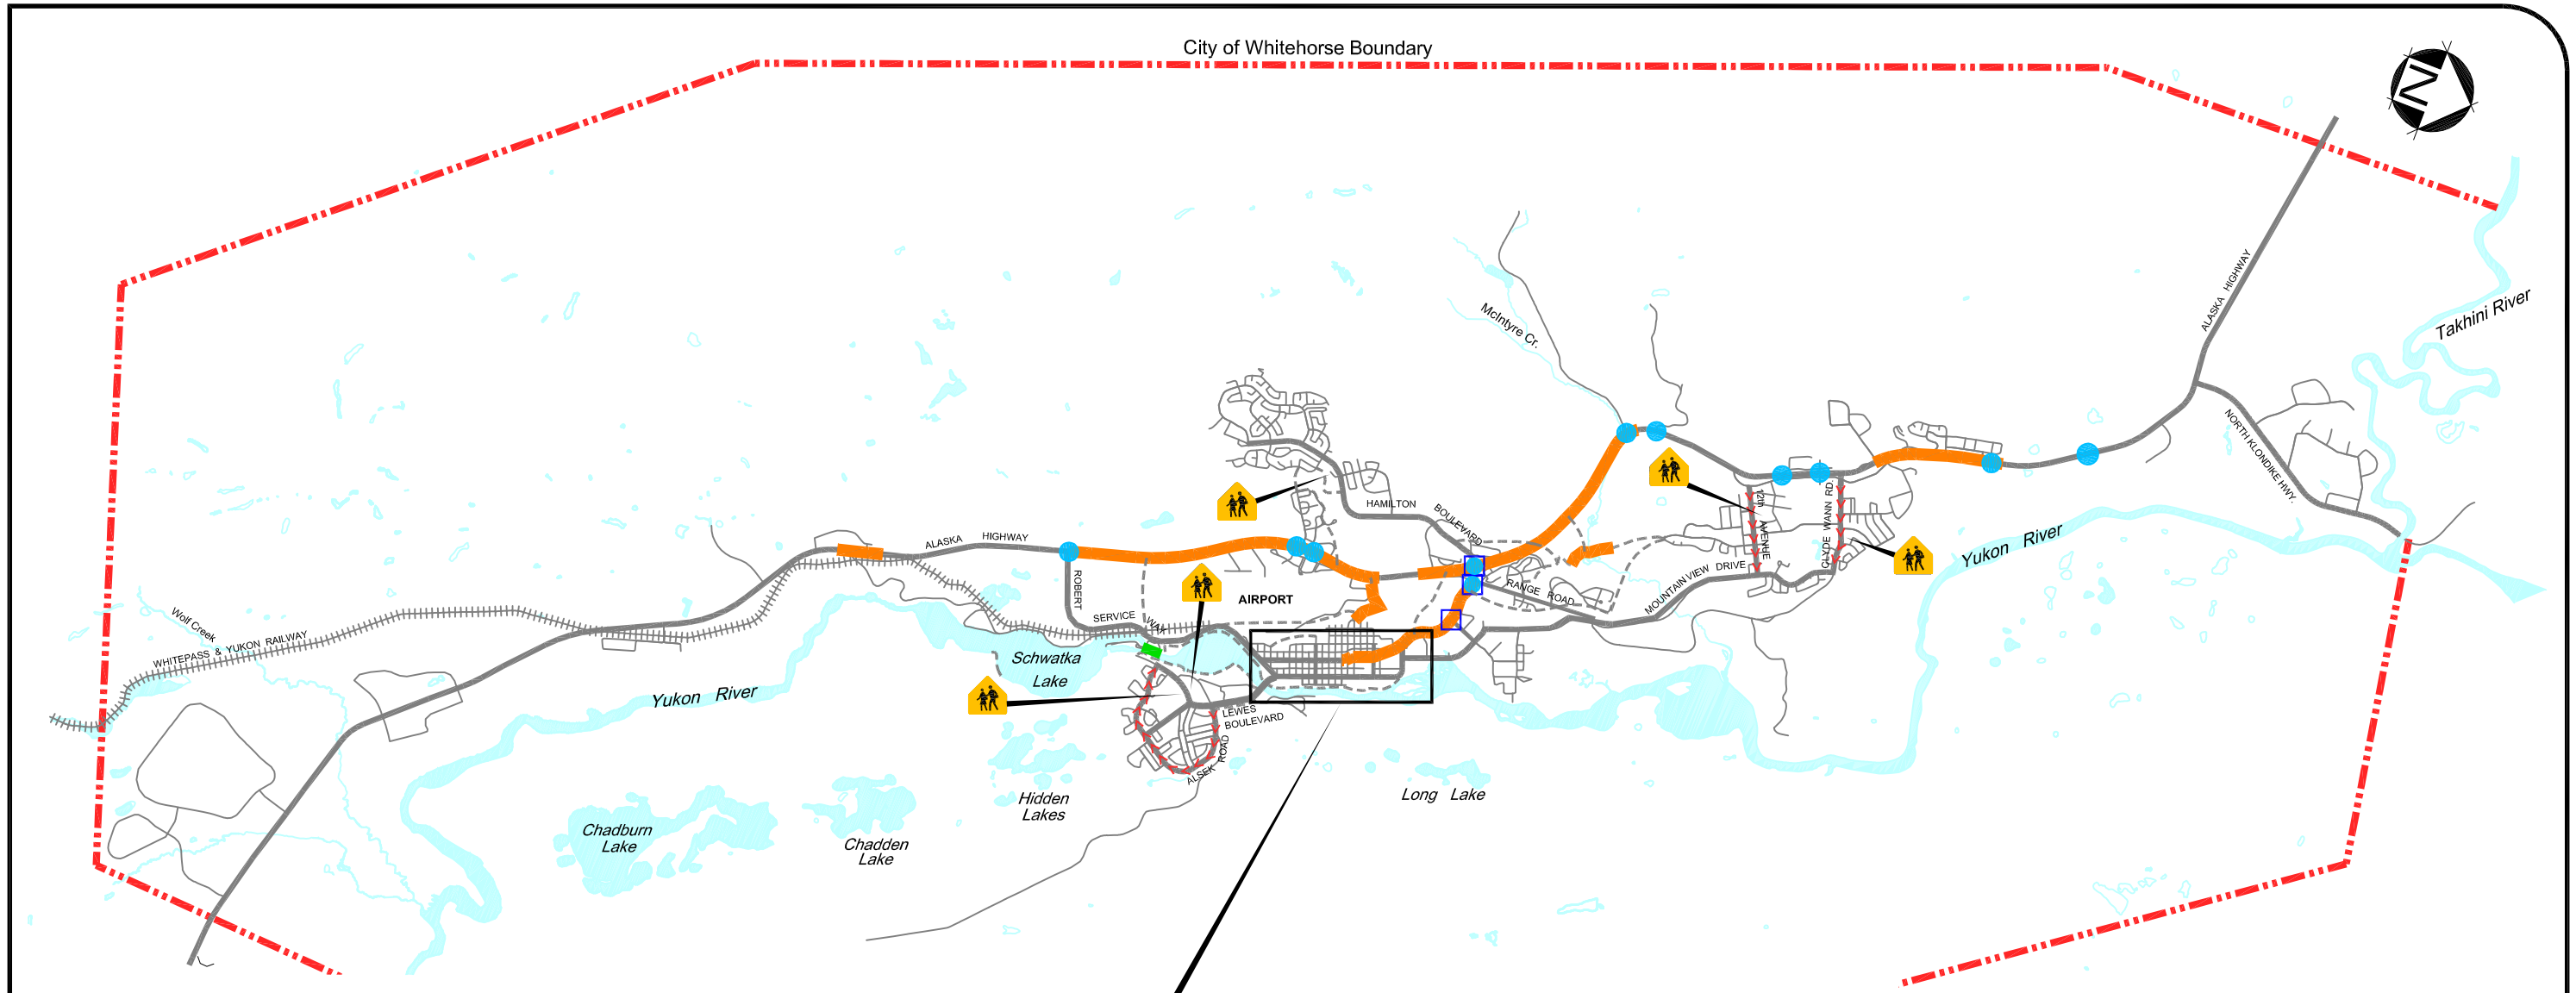 City of Whitehorse Boundary
N
ALASKA HIGHWAY
Takhini River
McIntyre Cr.
NORTH KLONDIKE HWY.
HAMILTON
BOULEVARD
12th AVENUE
CLYDE WANN RD.
Yukon River
ALASKA HIGHWAY
ROBERT
SERVICE
WAY
AIRPORT
RANGE ROAD
MOUNTAINVIEW DRIVE
Wolf Creek
WHITEPASS & YUKON RAILWAY
Schwatka
Lake
Yukon River
LEWES
BOULEVARD
ALSEK ROAD
Hidden
Lakes
Long Lake
Chadburn
Lake
Chadden
Lake